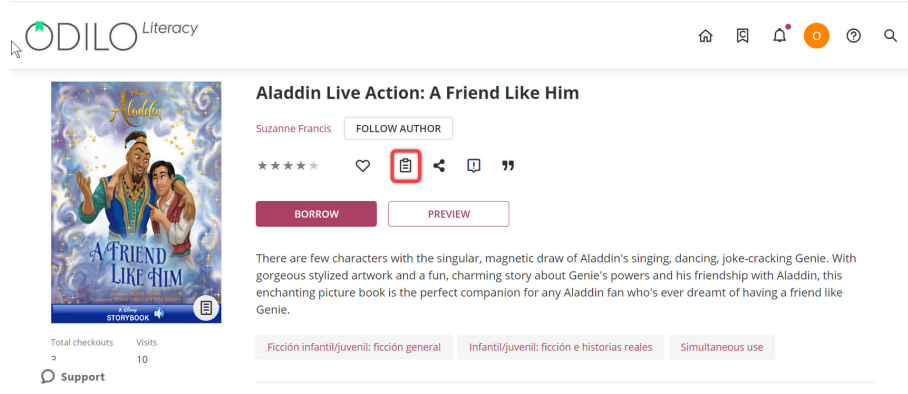 ODILO Literacy
O
Aladdin Live Action: A Friend Like Him
Suzanne Francis FOLLOW AUTHOR
BORROW PREVIEW
There are few characters with the singular, magnetic draw of Aladdin's singing, dancing, joke-cracking Genie. With
gorgeous stylized artwork and a fun, charming story about Genie's powers and his friendship with Aladdin, this
enchanting picture book is the perfect companion for any Aladdin fan who's ever dreamt of having a friend like
Genie.
Ficción infantil/juvenil: ficción general Infantil/juvenil: ficción e historias reales Simultaneous use
Disney
Aladdin
A FRIEND
LIKE HIM
A Disney
STORYBOOK
Total checkouts Visits
10
Support